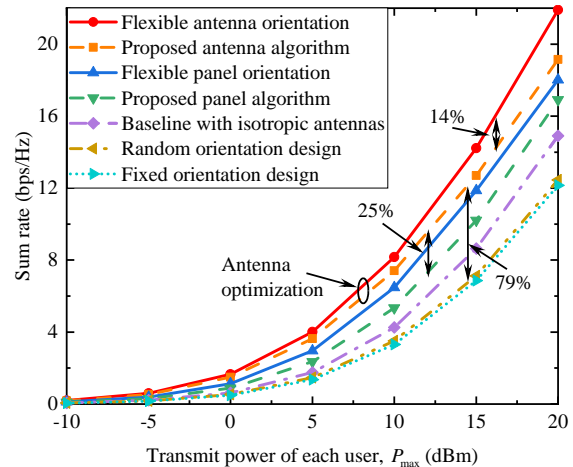 Flexible antenna orientation
Proposed antenna algorithm
Flexible panel orientation
Proposed panel algorithm
Baseline with isotropic antennas
Random orientation design
Fixed orientation design
14%
25%
79%
Antenna
optimization
Sum rate (bps/Hz)
20
16
12
8
4
0
-10
-5
0
5
10
15
20
Transmit power of each user, P_max (dBm)